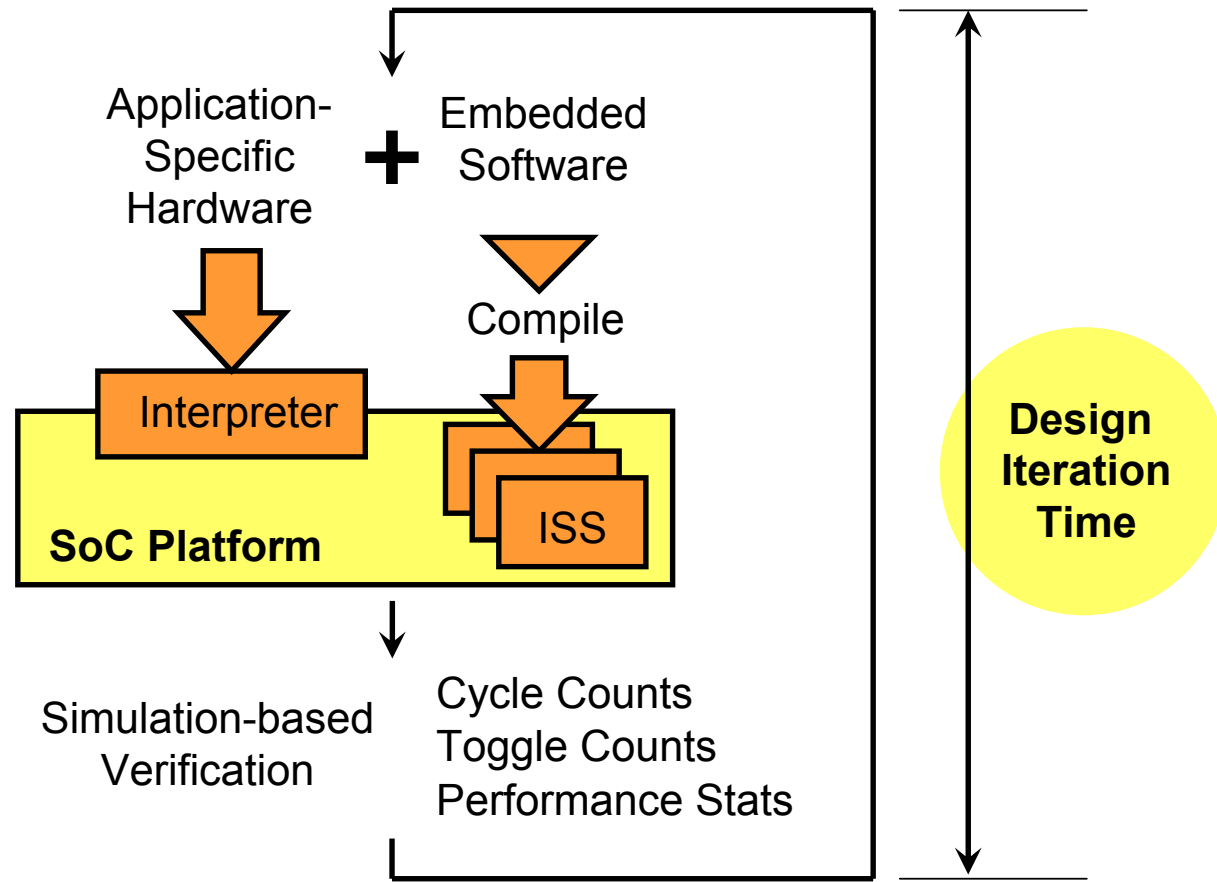 Application-
Specific
Hardware
+
Embedded
Software
Compile
Interpreter
ISS
SoC Platform
Simulation-based
Verification
Cycle Counts
Toggle Counts
Performance Stats
Design
Iteration
Time